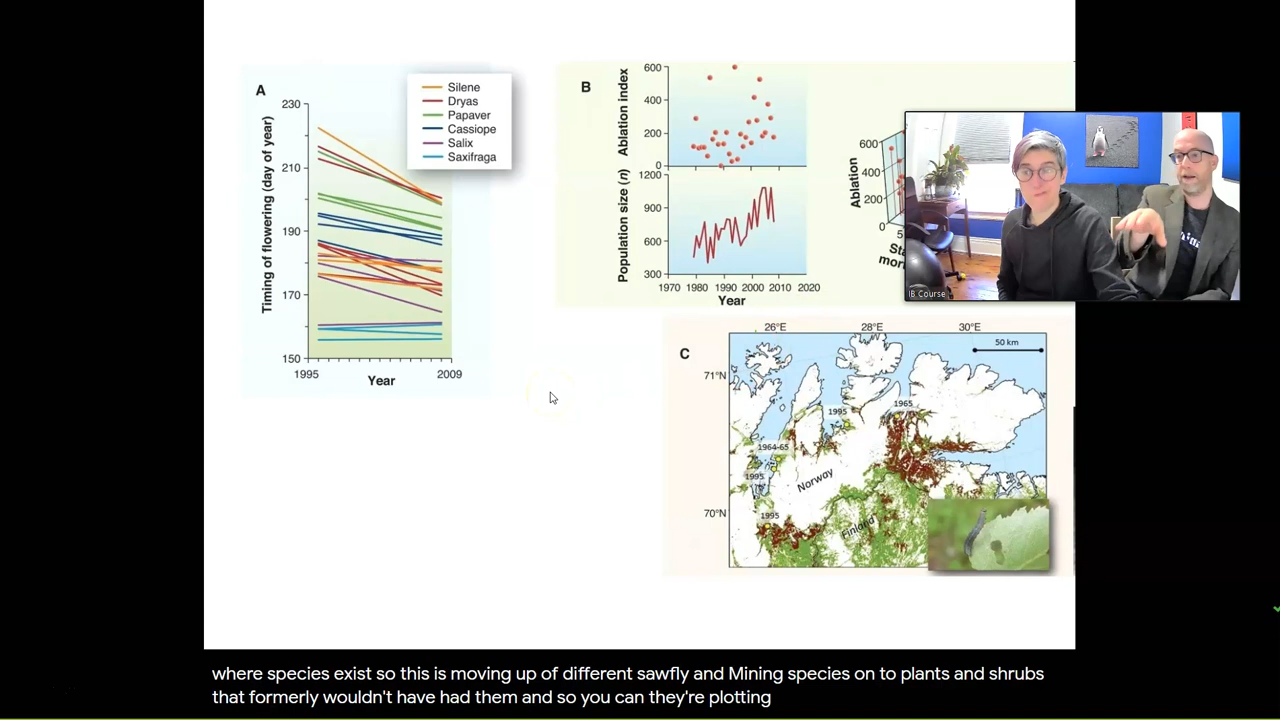 A
Silene
Dryas
Papaver
Cassiope
Salix
Saxifraga
Timing of flowering (day of year)
230
210
190
170
150
1995
2009
Year
B
Ablation index
600
400
200
0
Population size (n)
1200
900
600
300
1970 1980 1990 2000 2010 2020
Year
Ablation
600
400
200
0
IB Course
C
26°E 28°E 30°E
50 km
71°N
70°N
1965
1995
1964-65
1995
1995
Norway
Finland
where species exist so this is moving up of different sawfly and Mining species on to plants and shrubs
that formerly wouldn't have had them and so you can they're plotting